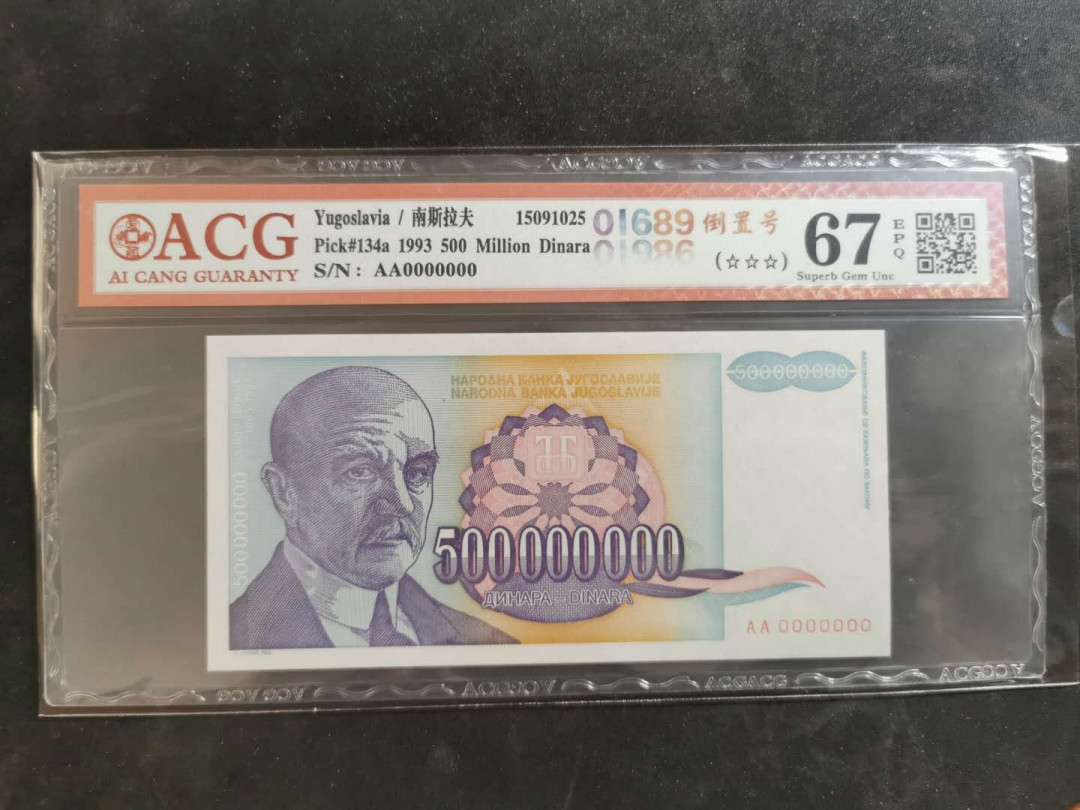 ACG
AI CANG GUARANTY
Yugoslavia / 南斯拉夫 15091025
Pick#134a 1993 500 Million Dinara
S/N: AA0000000
01689 倒置号
(☆☆☆)
67
EPQ
Superb Gem Unc
НАРОДНА БАНКА ЈУГОСЛАВИЈЕ
NARODNA BANKA JUGOSLAVIJE
500000000
500000000
500000000
ДИНАРА – DINARA
AA 0000000
ACGACG